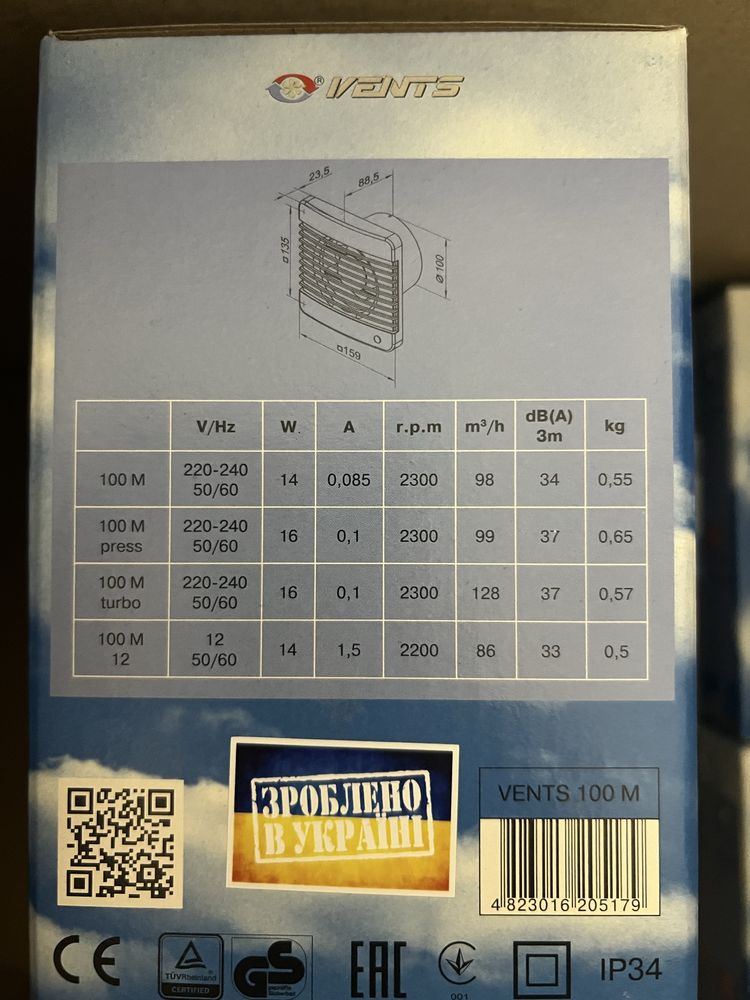 ® VENTS
23,5
88,5
□135
Ø100
□159
V/Hz W A r.p.m m³/h dB(A) 3m kg
100 M 220-240 50/60 14 0,085 2300 98 34 0,55
100 M press 220-240 50/60 16 0,1 2300 99 37 0,65
100 M turbo 220-240 50/60 16 0,1 2300 128 37 0,57
100 M 12 12 50/60 14 1,5 2200 86 33 0,5
ЗРОБЛЕНО
В УКРАЇНІ
VENTS 100 M
4 823016 205179
CE
TÜVRheinland
CERTIFIED
GS
geprüfte
Sicherheit
EAC
001
IP34